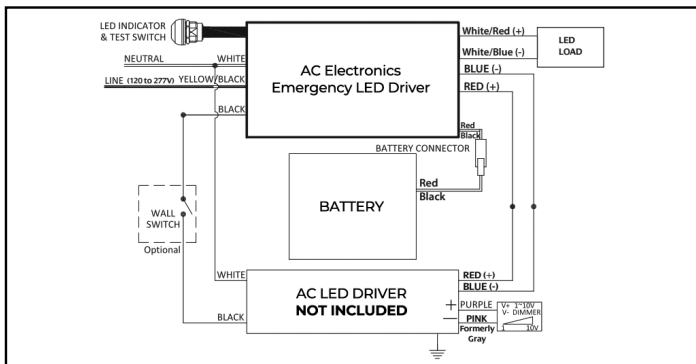 LED INDICATOR
& TEST SWITCH
NEUTRAL
WHITE
LINE (120 to 277V) YELLOW/BLACK
BLACK
AC Electronics
Emergency LED Driver
White/Red (+)
White/Blue (-)
BLUE (-)
RED (+)
LED
LOAD
Red
Black
BATTERY CONNECTOR
BATTERY
Red
Black
WALL
SWITCH
Optional
WHITE
BLACK
AC LED DRIVER
NOT INCLUDED
RED (+)
BLUE (-)
+ PURPLE
— PINK
Formerly
Gray
V+ 1~10V
V- DIMMER
1 10V